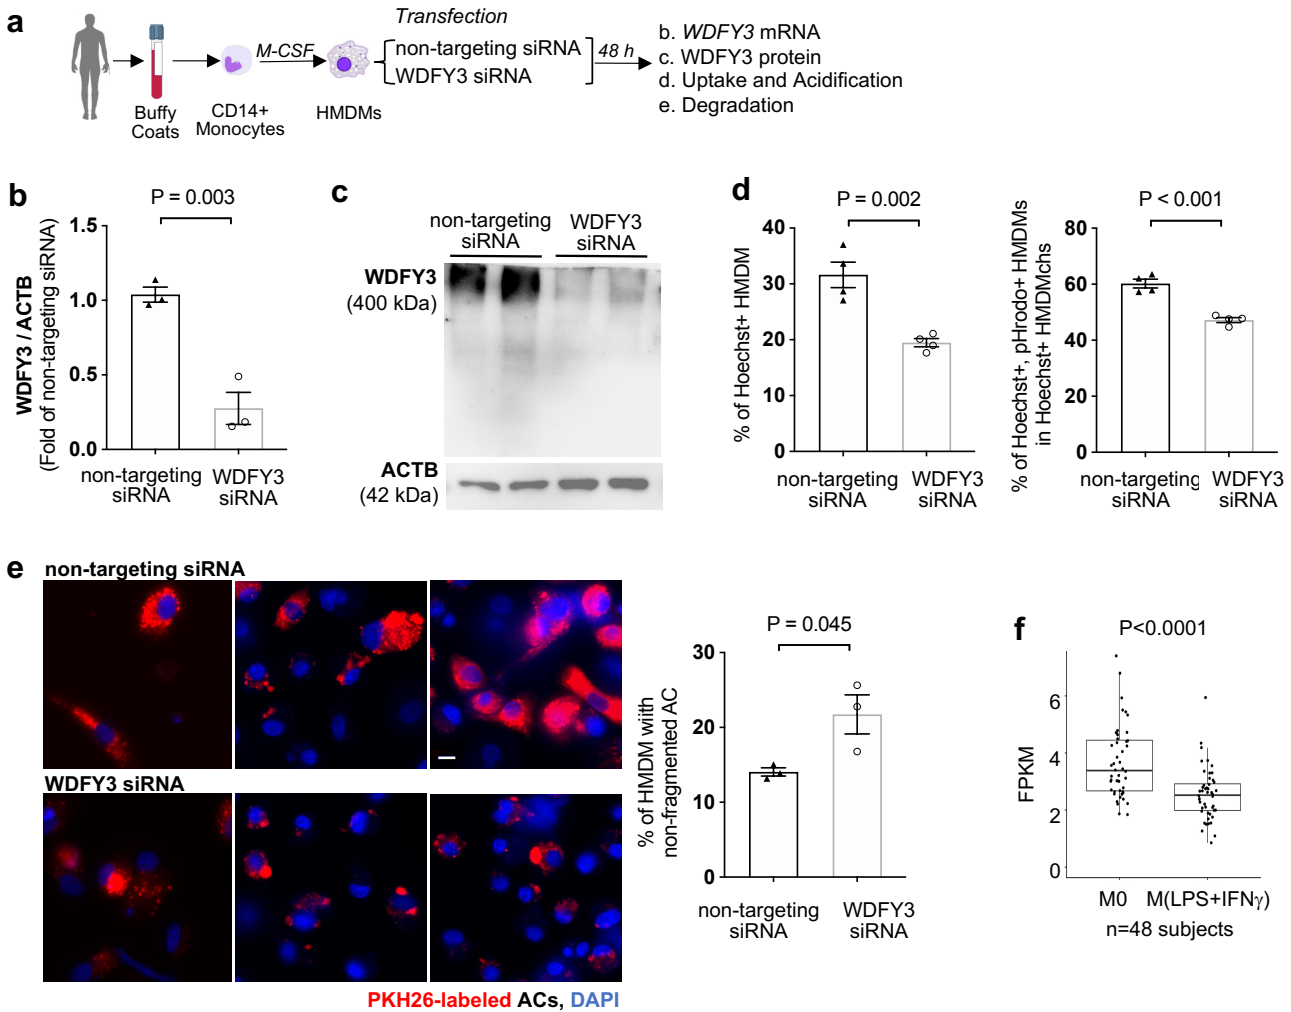 a
Transfection
M-CSF
non-targeting siRNA
WDFY3 siRNA
48 h
b. WDFY3 mRNA
c. WDFY3 protein
d. Uptake and Acidification
e. Degradation
Buffy
Coats
CD14+
Monocytes
HMDMs
b
P = 0.003
WDFY3 / ACTB
(Fold of non-targeting siRNA)
1.5
1.0
0.5
0.0
non-targeting
siRNA
WDFY3
siRNA
c
non-targeting
siRNA
WDFY3
siRNA
WDFY3
(400 kDa)
ACTB
(42 kDa)
d
P = 0.002
% of Hoechst+ HMDM
40
30
20
10
0
non-targeting
siRNA
WDFY3
siRNA
P < 0.001
% of Hoechst+, pHrodo+ HMDMs
in Hoechst+ HMDMchs
80
60
40
20
0
non-targeting
siRNA
WDFY3
siRNA
e
non-targeting siRNA
WDFY3 siRNA
PKH26-labeled ACs, DAPI
P = 0.045
% of HMDM wiith
non-fragmented AC
30
20
10
0
non-targeting
siRNA
WDFY3
siRNA
f
P<0.0001
FPKM
6
4
2
0
M0
M(LPS+IFNγ)
n=48 subjects